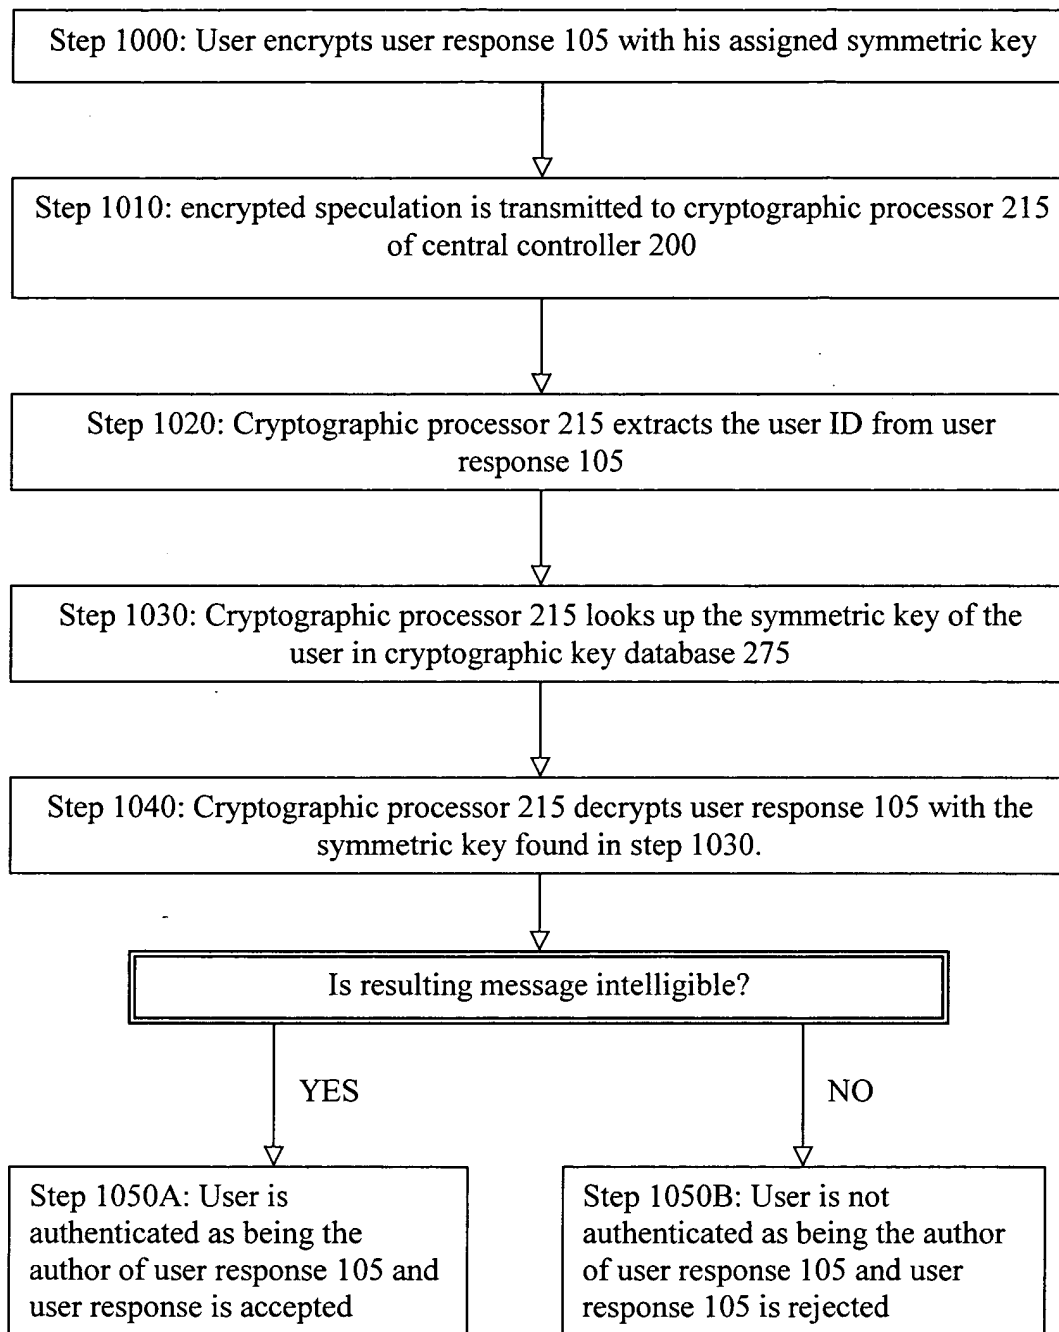 Step 1000: User encrypts user response 105 with his assigned symmetric key
Step 1010: encrypted speculation is transmitted to cryptographic processor 215
of central controller 200
Step 1020: Cryptographic processor 215 extracts the user ID from user
response 105
Step 1030: Cryptographic processor 215 looks up the symmetric key of the
user in cryptographic key database 275
Step 1040: Cryptographic processor 215 decrypts user response 105 with the
symmetric key found in step 1030.
Is resulting message intelligible?
YES
NO
Step 1050A: User is
authenticated as being the
author of user response 105 and
user response is accepted
Step 1050B: User is not
authenticated as being the author
of user response 105 and user
response 105 is rejected